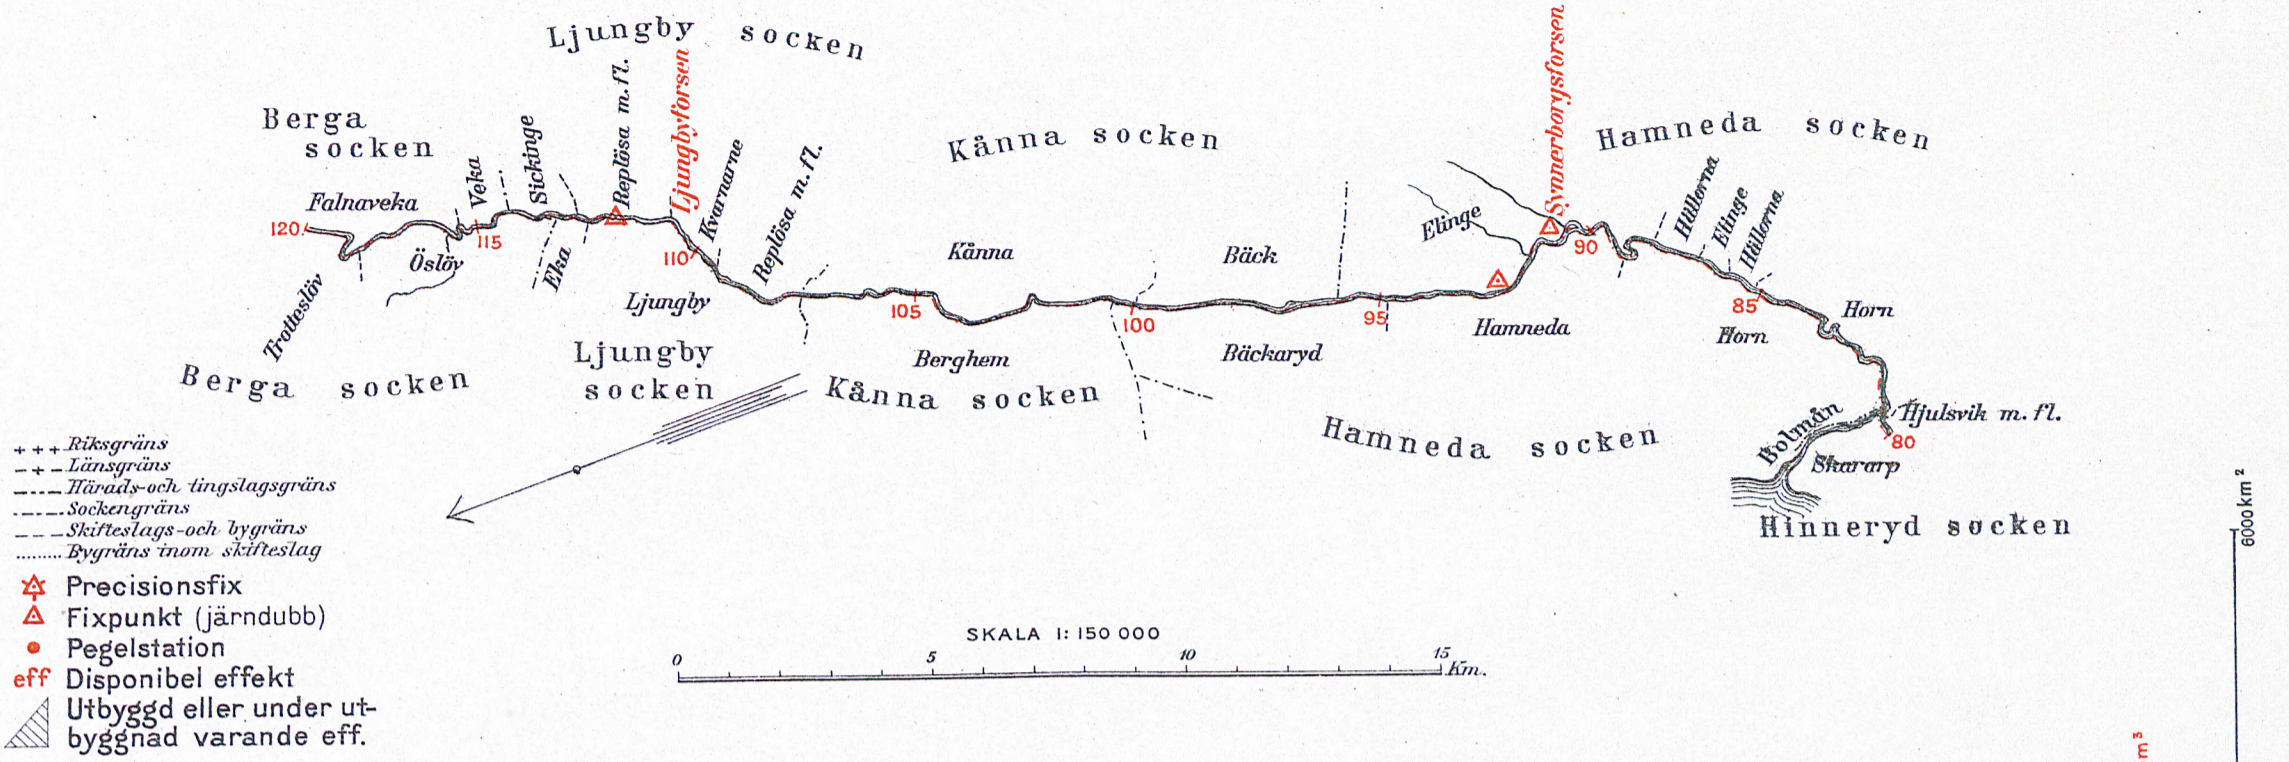 Ljungby socken
Berga
socken
Falnaveka
120
Trotteslöv
Öslöv
Veka
115
Sickinge
Eka
Replösa m.fl.
Ljungbyforsen
Kvarnarne
110
Replösa m.fl.
Ljungby
Berga socken
Ljungby
socken
Kånna socken
Kånna
105
Berghem
Kånna socken
100
Bäck
Bäckaryd
95
Elinge
Hamneda
Synnerborgsforsen
90
Hamneda socken
Hamneda socken
Hållorna
Elinge
Hållorna
85
Horn
Horn
Bolmån
Hjulsvik m. fl.
80
Skararp
Hinneryd socken
Riksgräns
Länsgräns
Härads-och tingslagsgräns
Sockengräns
Skifteslags-och bygräns
Bygräns inom skifteslag
Precisionsfix
Fixpunkt (järndubb)
Pegelstation
eff Disponibel effekt
Utbyggd eller under ut-
byggnad varande eff.
SKALA 1:150 000
0 5 10 15 Km.
6000 km²
m³